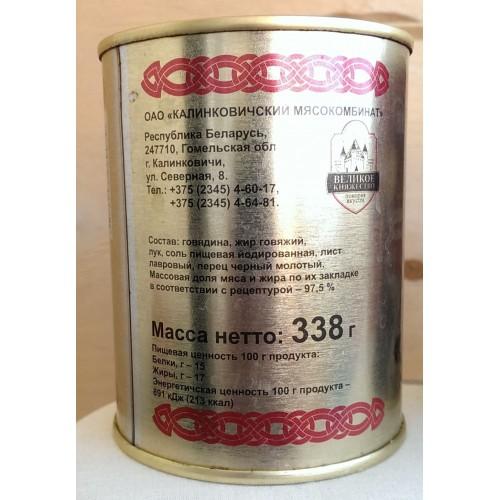 ОАО «КАЛИНКОВИЧСКИЙ МЯСОКОМБИНАТ»
Республика Беларусь,
247710, Гомельская обл
г. Калинковичи,
ул. Северная, 8.
Тел.: +375 (2345) 4-60-17,
+375 (2345) 4-64-81.
ВЕЛИКОЕ
КНЯЖЕСТВО
Состав: говядина, жир говяжий,
лук, соль пищевая йодированная, лист
лавровый, перец черный молотый.
Массовая доля мяса и жира по их закладке
в соответствии с рецептурой – 97,5 %
Масса нетто: 338 г
Пищевая ценность 100 г продукта:
Белки, г – 15
Жиры, г – 17
Энергетичская ценность 100 г продукта –
891 кДж (213 ккал)